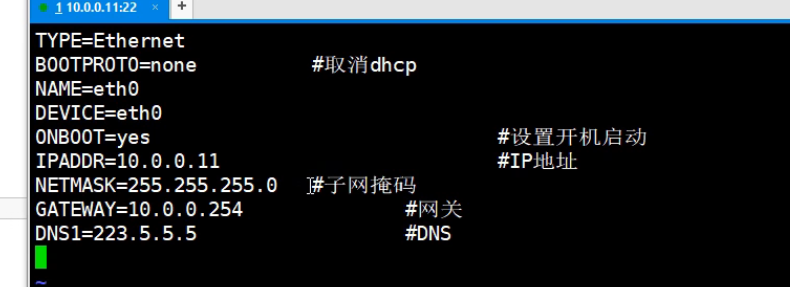 1 10.0.0.11:22 × +
TYPE=Ethernet
BOOTPROTO=none #取消dhcp
NAME=eth0
DEVICE=eth0
ONBOOT=yes #设置开机启动
IPADDR=10.0.0.11 #IP地址
NETMASK=255.255.255.0 #子网掩码
GATEWAY=10.0.0.254 #网关
DNS1=223.5.5.5 #DNS
~